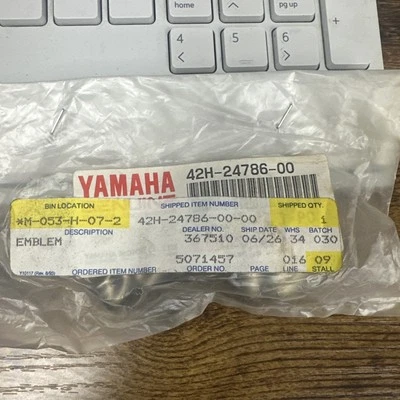 home
pg up
4
5
6
+
YAMAHA
42H-24786-00
BIN LOCATION
SHIPPED ITEM NUMBER
SHIPPED QTY.
*M-053-H-07-2
42H-24786-00-00
1
DESCRIPTION
DEALER NO.
SHIP DATE
WHS
BATCH
EMBLEM
367510
06/26
34
030
5071457
016
09
ORDERED ITEM NUMBER
ORDER NO.
PAGE
LINE
STALL